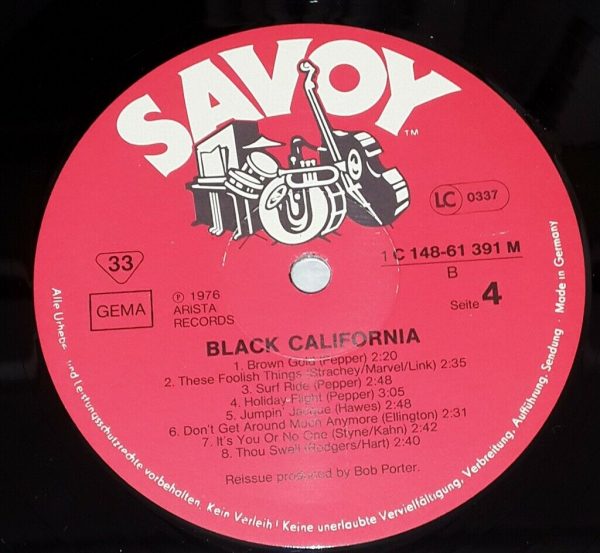 SAVOY
TM
LC 0337
33
1 C 148-61 391 M
B
GEMA
℗ 1976
ARISTA
RECORDS
Seite 4
BLACK CALIFORNIA
1. Brown Gold (Pepper) 2:20
2. These Foolish Things (Strachey/Marvel/Link) 2:35
3. Surf Ride (Pepper) 2:48
4. Holiday Flight (Pepper) 3:05
5. Jumpin' Jacque (Hawes) 2:48
6. Don't Get Around Much Anymore (Ellington) 2:31
7. It's You Or No One (Styne/Kahn) 2:42
8. Thou Swell (Rodgers/Hart) 2:40
Reissue produced by Bob Porter.
Alle Urheber- und Leistungsschutzrechte vorbehalten. Kein Verleih! Keine unerlaubte Vervielfältigung, Verbreitung, Aufführung, Sendung Made in Germany